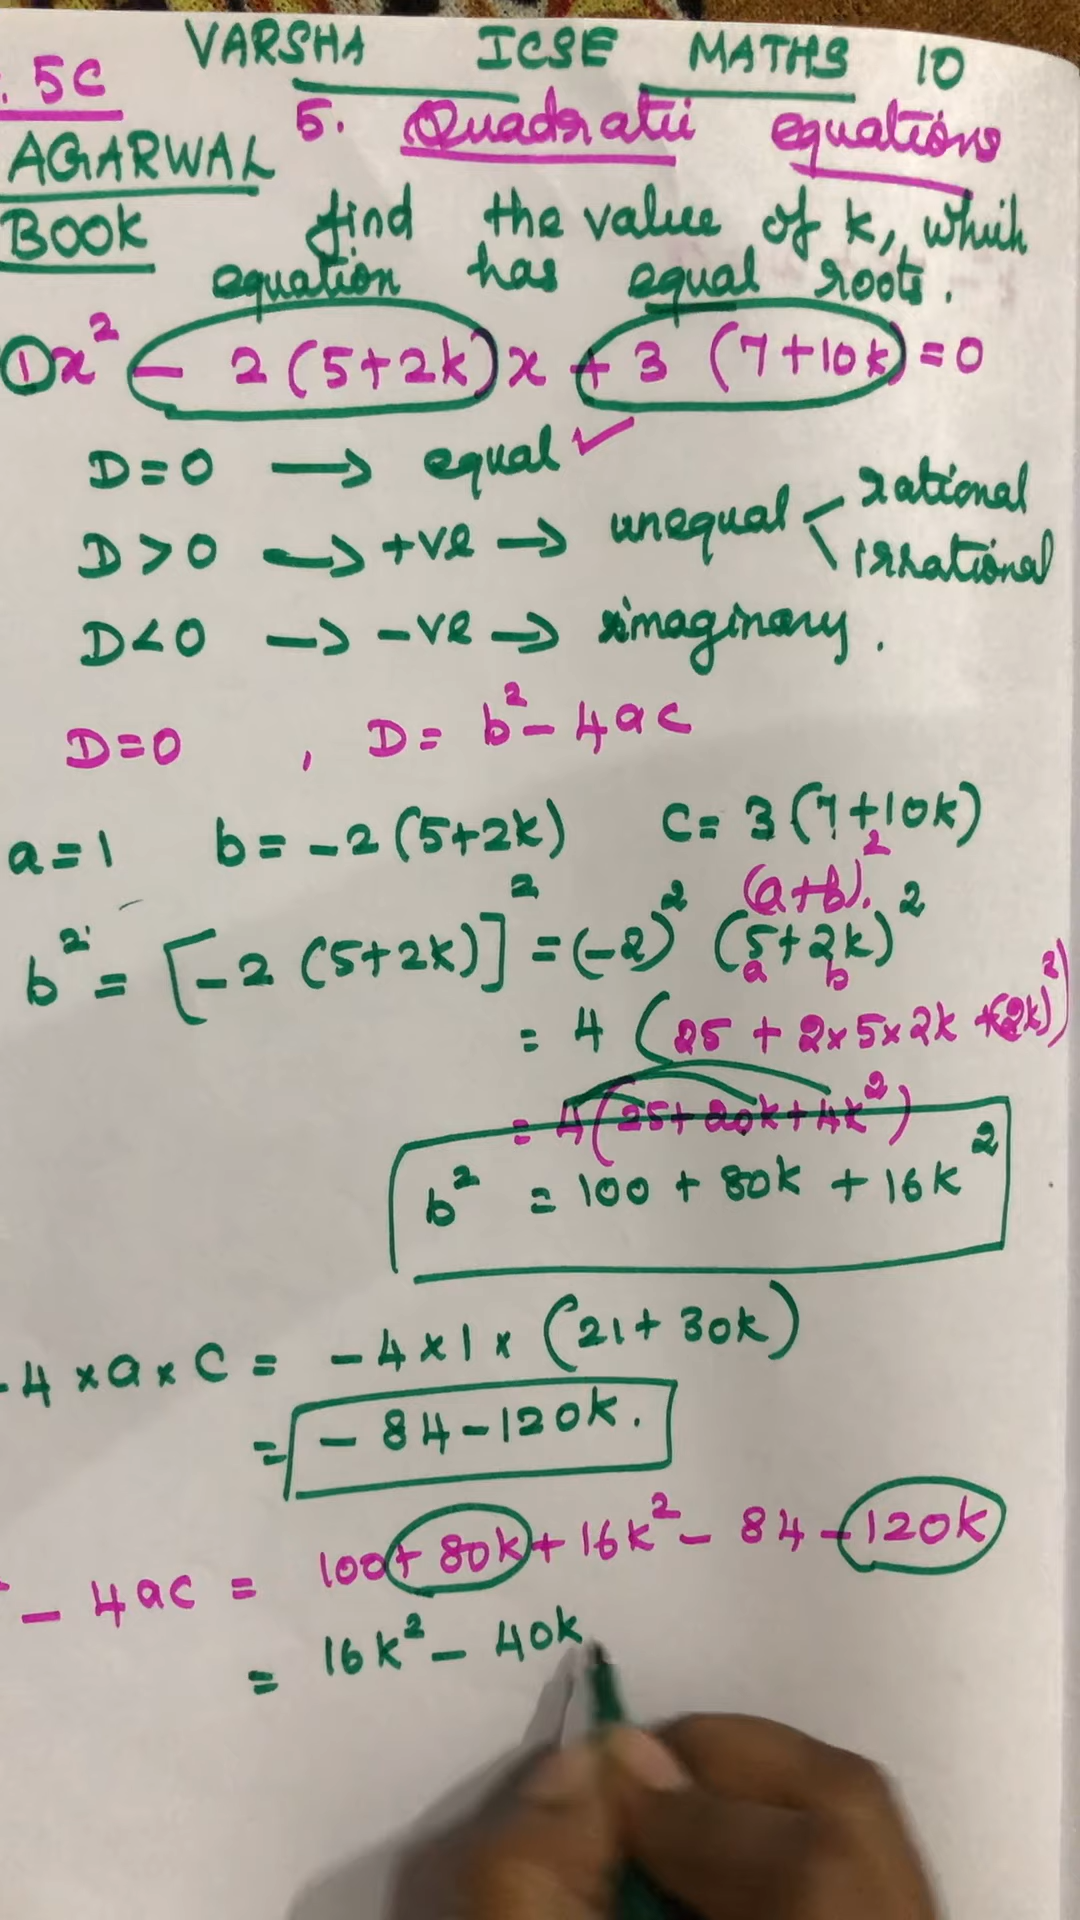 VARSHA ICSE MATHS 10
. 5C
5. Quadratic equations
AGARWAL
BOOK
find the value of k, which
equation has equal roots.
① x² - 2 (5+2k) x + 3 (7+10k) = 0
D=0 → equal ✓
D>0 → +ve → unequal < rational
irrational
D<0 → -ve → imaginary.
D=0 , D= b² - 4ac
a=1 b= -2 (5+2k) c= 3 (7+10k)
(a+b)².
b² = [-2 (5+2k)]² = (-2)² (5+2k)²
a b
= 4 (25 + 2×5×2k +(2k)²)
= 4 (25+20k+4k²)
b² = 100 + 80k + 16k²
-4 × a × c = -4 × 1 × (21+30k)
= -84-120k.
- 4ac = 100+80k+16k² - 84 -120k
= 16k² - 40k